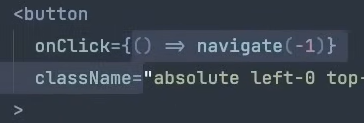 <button
onClick={() => navigate(-1)}
className="absolute left-0 top-
>